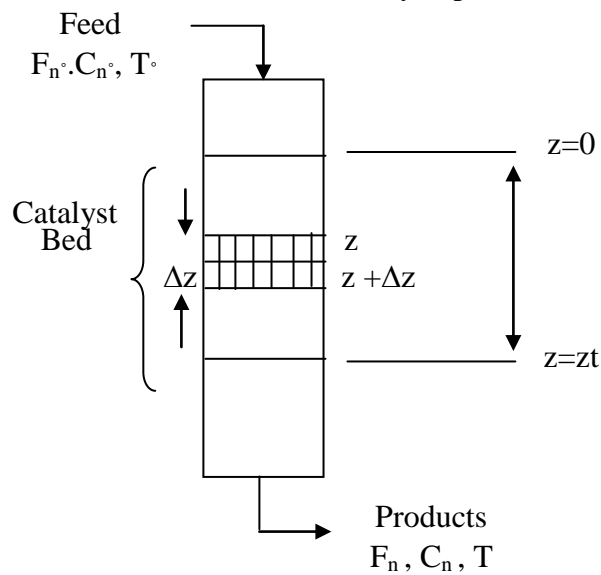 Feed
Fn°.Cn°, T°
z=0
Catalyst
Bed
z
Δz
z +Δz
z=zt
Products
Fn , Cn , T